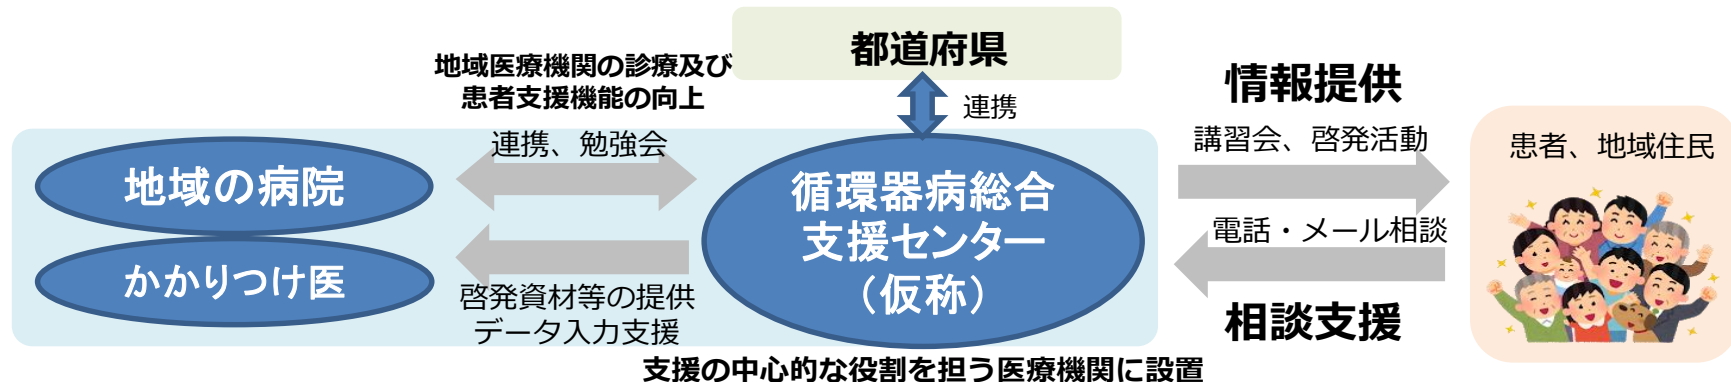 都道府県
連携
地域医療機関の診療及び
患者支援機能の向上
連携、勉強会
地域の病院
かかりつけ医
啓発資材等の提供
データ入力支援
循環器病総合
支援センター
（仮称）
支援の中心的な役割を担う医療機関に設置
情報提供
講習会、啓発活動
電話・メール相談
相談支援
患者、地域住民